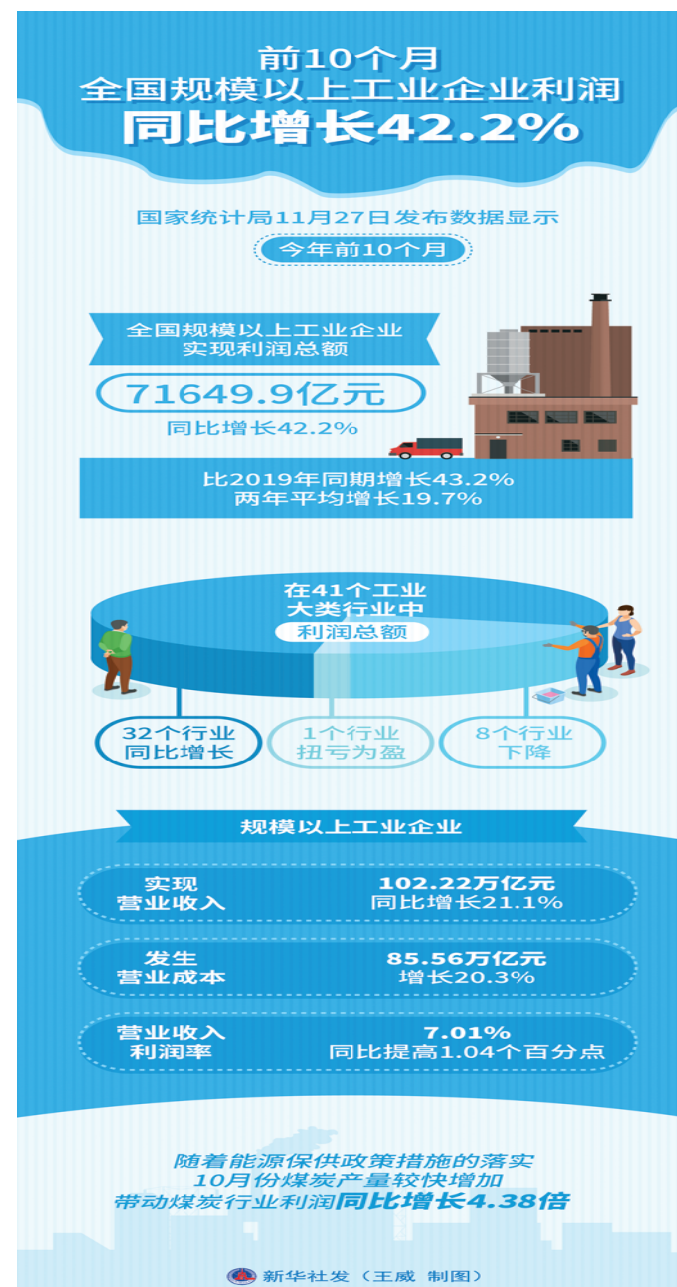 前10个月
全国规模以上工业企业利润
同比增长42.2%
国家统计局11月27日发布数据显示
今年前10个月
全国规模以上工业企业
实现利润总额
71649.9亿元
同比增长42.2%
比2019年同期增长43.2%
两年平均增长19.7%
在41个工业
大类行业中
利润总额
32个行业
同比增长
1个行业
扭亏为盈
8个行业
下降
规模以上工业企业
实现
营业收入
102.22万亿元
同比增长21.1%
发生
营业成本
85.56万亿元
增长20.3%
营业收入
利润率
7.01%
同比提高1.04个百分点
随着能源保供政策措施的落实
10月份煤炭产量较快增加
带动煤炭行业利润同比增长4.38倍
新华社发（王威 制图）